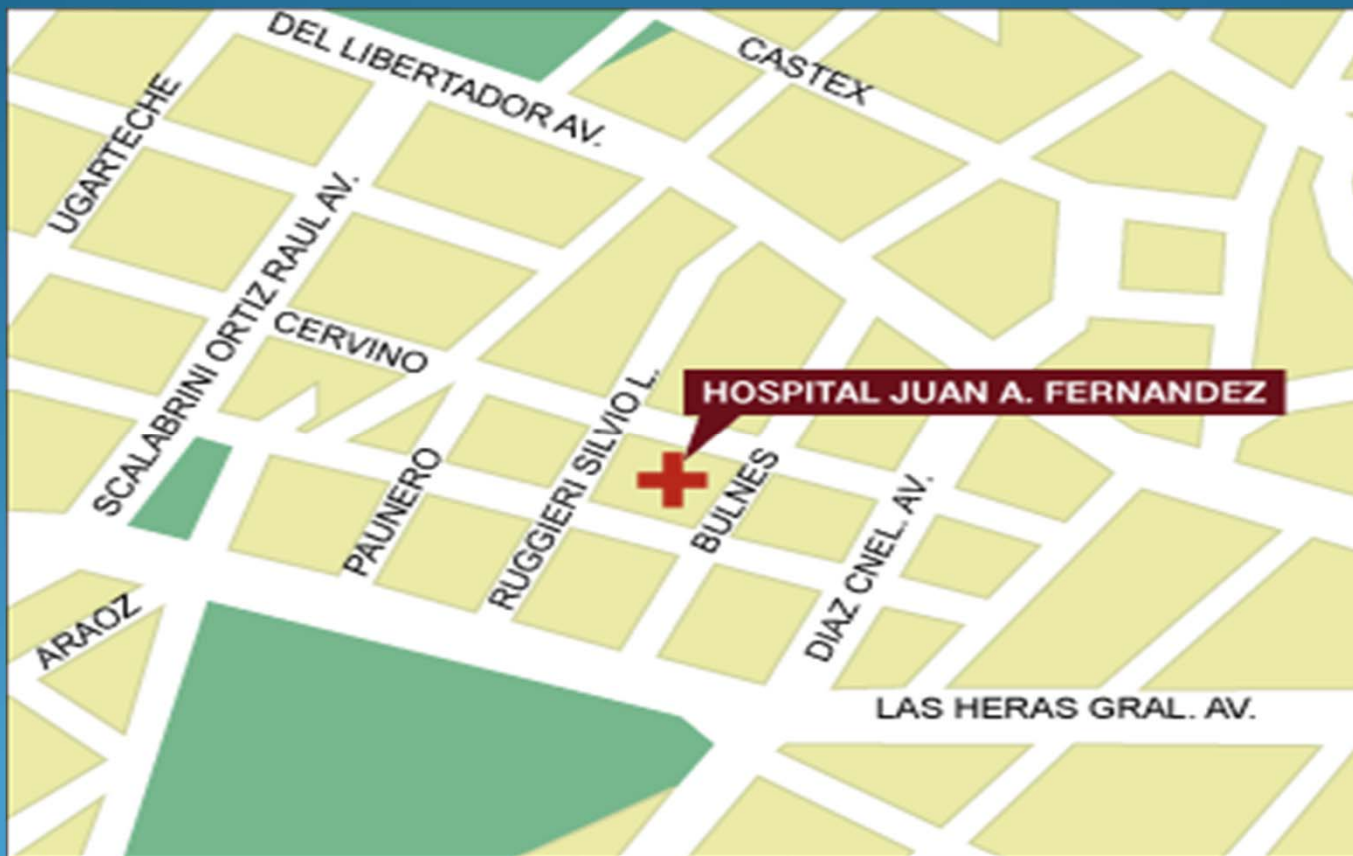 DEL LIBERTADOR AV.
CASTEX
UGARTECHE
SCALABRINI ORTIZ RAUL AV.
CERVINO
HOSPITAL JUAN A. FERNANDEZ
PAUNERO
RUGGIERI SILVIO L.
BULNES
DIAZ CNEL. AV.
ARAOZ
LAS HERAS GRAL. AV.